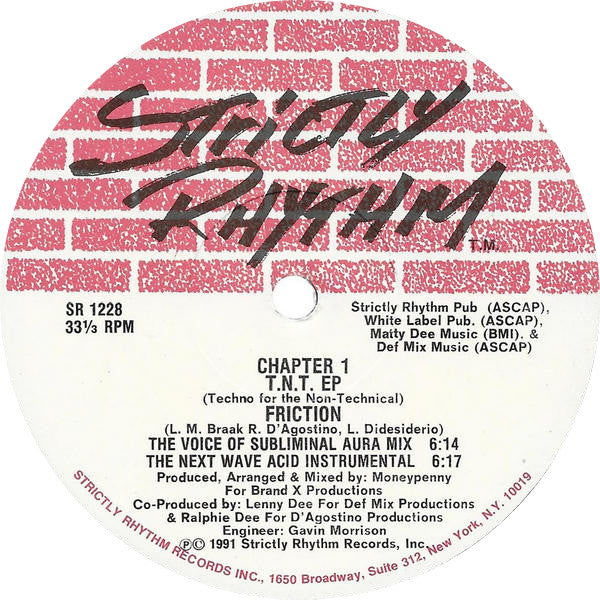 STRICTLY
RHYTHM
T.M.
SR 1228
33⅓ RPM
Strictly Rhythm Pub (ASCAP),
White Label Pub. (ASCAP),
Matty Dee Music (BMI). &
Def Mix Music (ASCAP)
CHAPTER 1
T.N.T. EP
(Techno for the Non-Technical)
FRICTION
(L. M. Braak R. D'Agostino, L. Didesiderio)
THE VOICE OF SUBLIMINAL AURA MIX 6:14
THE NEXT WAVE ACID INSTRUMENTAL 6:17
Produced, Arranged & Mixed by: Moneypenny
For Brand X Productions
Co-Produced by: Lenny Dee For Def Mix Productions
& Ralphie Dee For D'Agostino Productions
Engineer: Gavin Morrison
℗© 1991 Strictly Rhythm Records, Inc.
STRICTLY RHYTHM RECORDS INC., 1650 Broadway, Suite 312, New York, N.Y. 10019